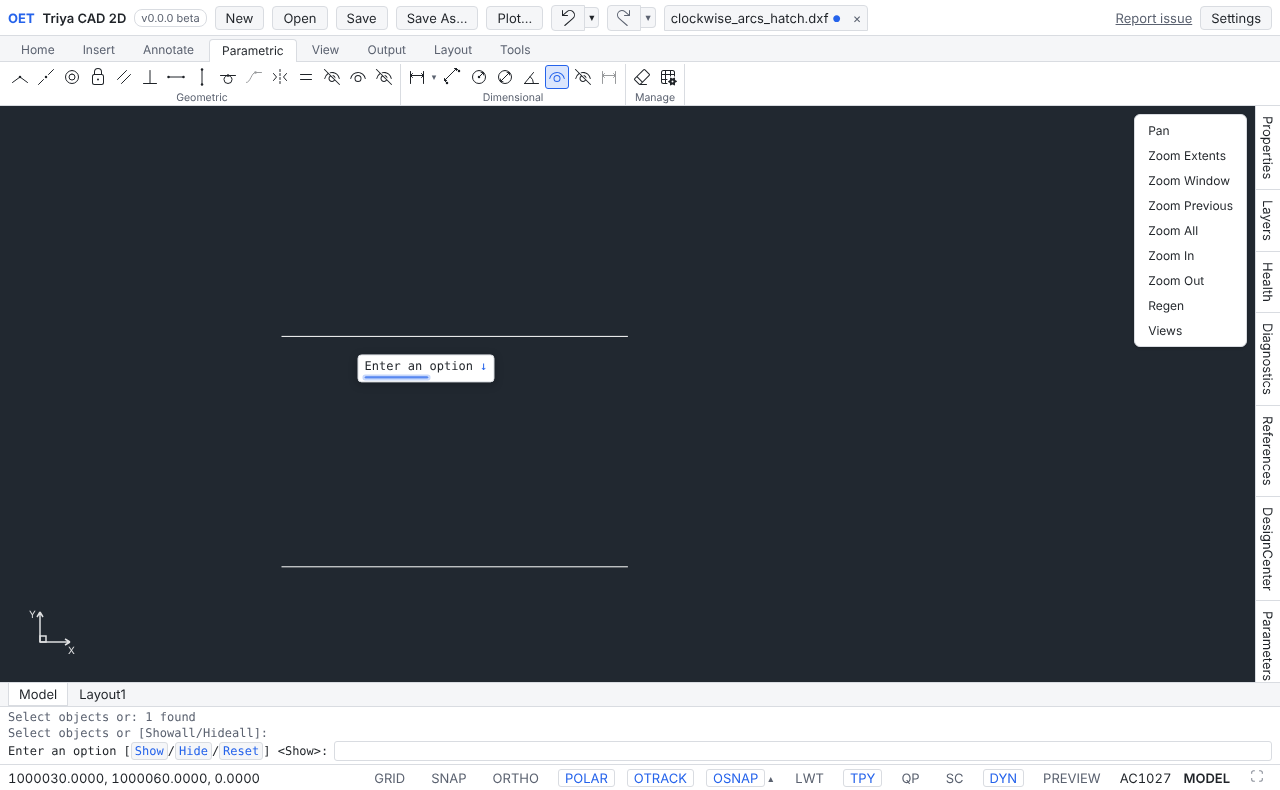 OET Triya CAD 2D v0.0.0 beta New Open Save Save As... Plot... clockwise_arcs_hatch.dxf × Report issue Settings
Home Insert Annotate Parametric View Output Layout Tools
Geometric Dimensional Manage
Pan
Zoom Extents
Zoom Window
Zoom Previous
Zoom All
Zoom In
Zoom Out
Regen
Views
Properties
Layers
Health
Diagnostics
References
DesignCenter
Parameters
Enter an option ↓
Y
X
Model Layout1
Select objects or: 1 found
Select objects or [Showall/Hideall]:
Enter an option [Show/Hide/Reset] <Show>:
1000030.0000, 1000060.0000, 0.0000 GRID SNAP ORTHO POLAR OTRACK OSNAP LWT TPY QP SC DYN PREVIEW AC1027 MODEL